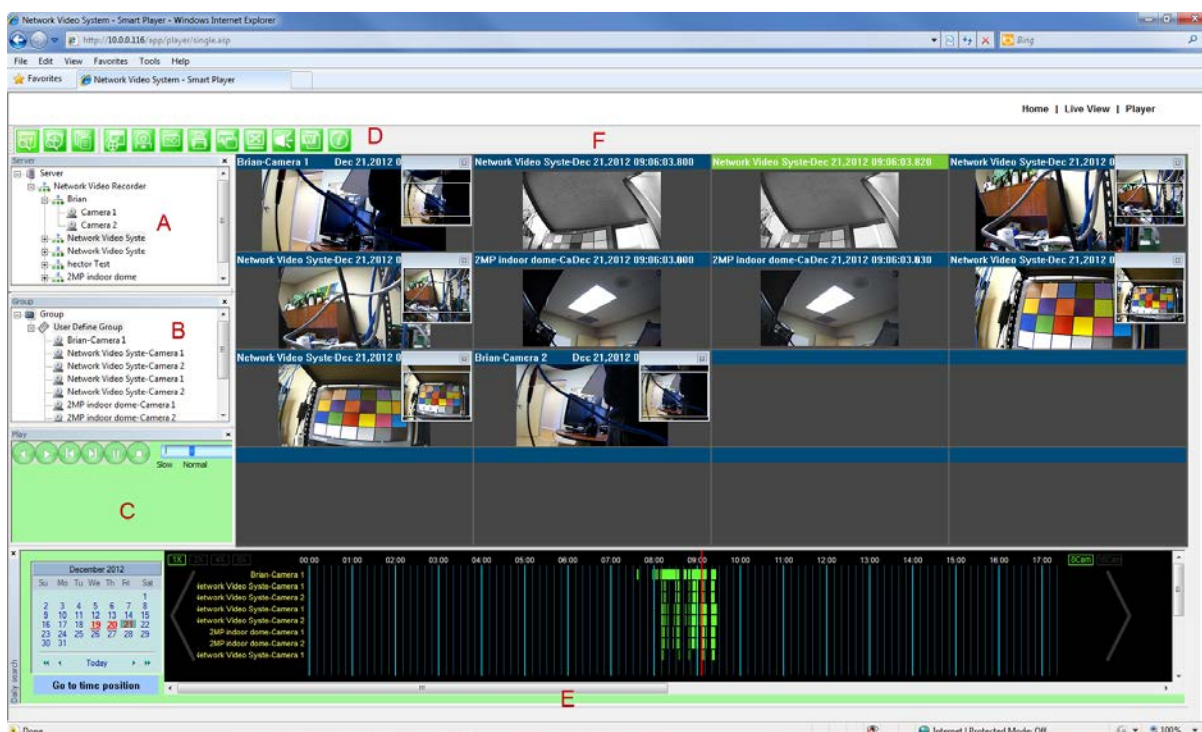 Network Video System - Smart Player - Windows Internet Explorer
http://10.0.0.116/app/player/single.asp
Bing
File Edit View Favorites Tools Help
Favorites Network Video System - Smart Player
Home | Live View | Player
D
F
Server
Server
Network Video Recorder
Brian
Camera 1
Camera 2
Network Video Syste
Network Video Syste
hector Test
2MP indoor dome
A
Group
Group
User Define Group
Brian-Camera 1
Network Video Syste-Camera 1
Network Video Syste-Camera 2
Network Video Syste-Camera 1
Network Video Syste-Camera 2
2MP indoor dome-Camera 1
2MP indoor dome-Camera 2
B
Play
Slow Normal
C
Brian-Camera 1 Dec 21,2012 0
Network Video Syste-Dec 21,2012 09:06:03.800
Network Video Syste-Dec 21,2012 09:06:03.820
Network Video Syste-Dec 21,2012 0
Network Video Syste-Dec 21,2012 0
2MP indoor dome-CaDec 21,2012 09:06:03.800
2MP indoor dome-CaDec 21,2012 09:06:03.830
Network Video Syste-Dec 21,2012 0
Network Video Syste-Dec 21,2012 0
Brian-Camera 2 Dec 21,2012 0
December 2012
Su Mo Tu We Th Fri Sat
1
2 3 4 5 6 7 8
9 10 11 12 13 14 15
16 17 18 19 20 21 22
23 24 25 26 27 28 29
30 31
Today
Go to time position
Daily search
1X
00:00 01:00 02:00 03:00 04:00 05:00 06:00 07:00 08:00 09:00 10:00 11:00 12:00 13:00 14:00 15:00 16:00 17:00
8Cam
Brian-Camera 1
Network Video Syste-Camera 1
Network Video Syste-Camera 2
Network Video Syste-Camera 1
Network Video Syste-Camera 2
2MP indoor dome-Camera 1
2MP indoor dome-Camera 2
Network Video Syste-Camera 1
E
Done
Internet | Protected Mode: Off
100%